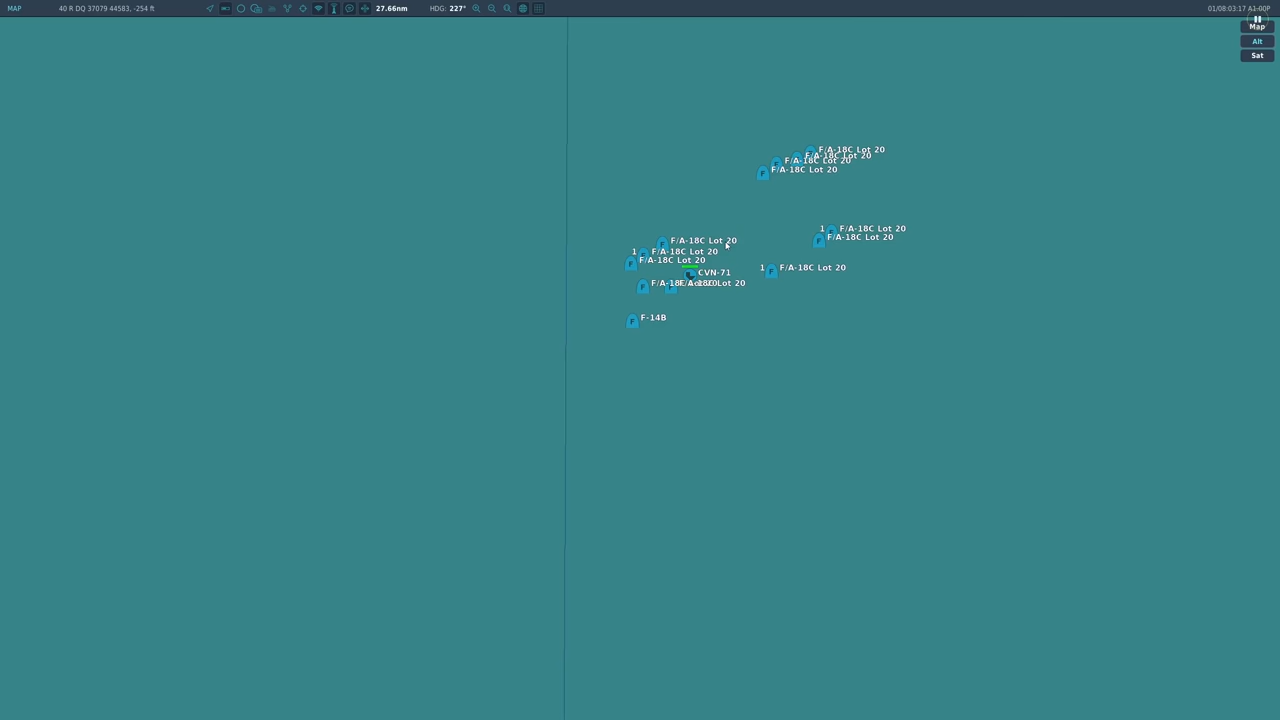 MAP 40 R DQ 37079 44583, -254 ft 27.66nm HDG: 227° 01/08:03:17
Map
Alt
Sat
F/A-18C Lot 20
F/A-18C Lot 20
F/A-18C Lot 20
F F/A-18C Lot 20
1 F/A-18C Lot 20
F F/A-18C Lot 20
F/A-18C Lot 20
1 F/A-18C Lot 20
F F/A-18C Lot 20
1 F F/A-18C Lot 20
CVN-71
F F/A-18C Lot 20
F F-14B